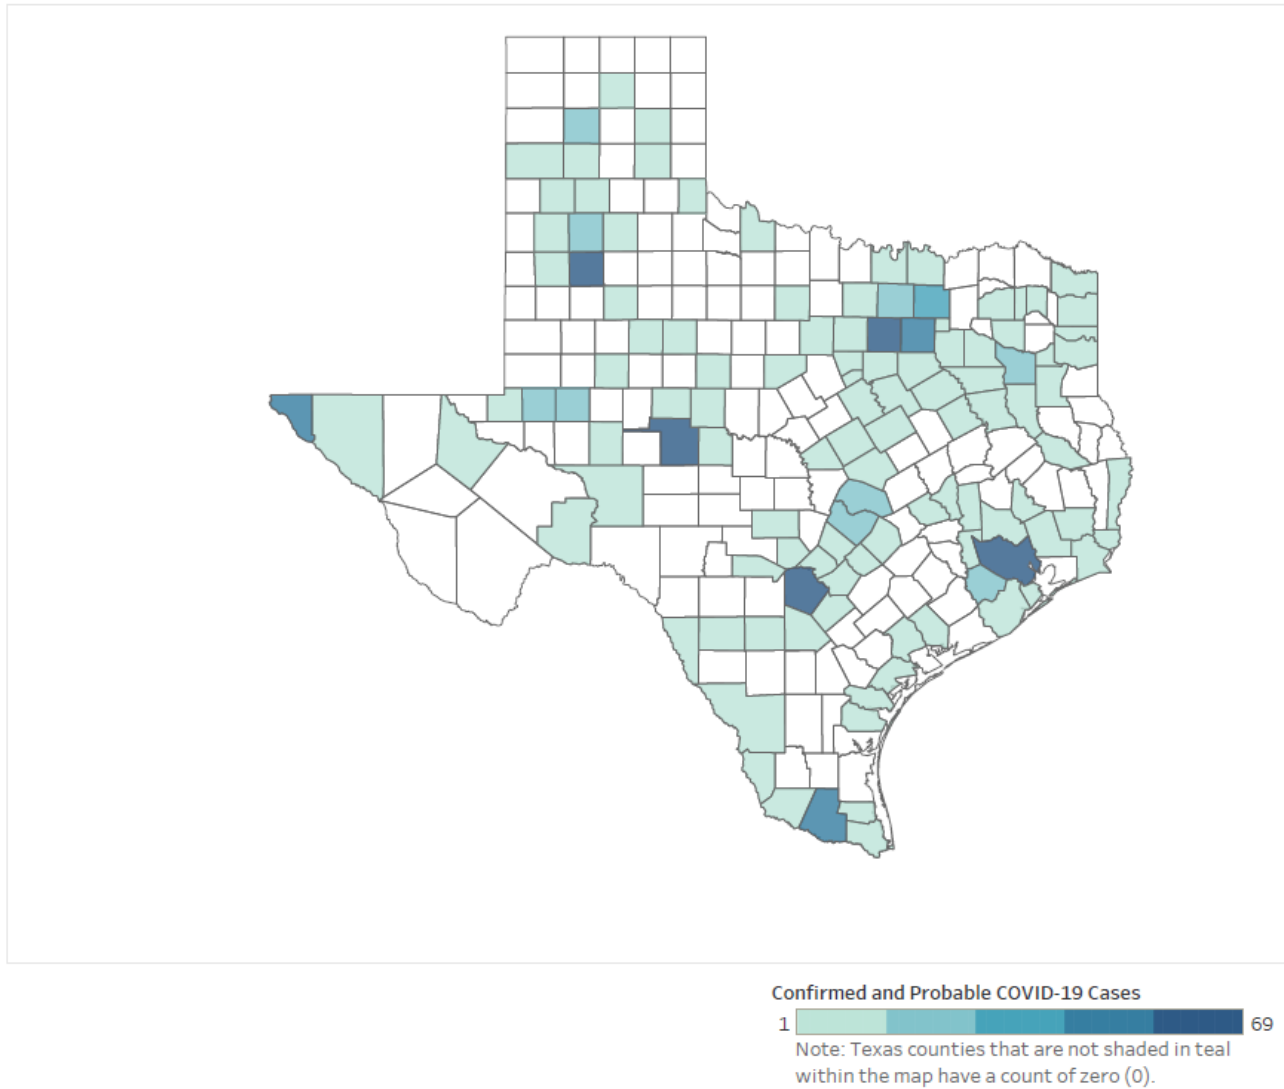 Confirmed and Probable COVID-19 Cases
1 69
Note: Texas counties that are not shaded in teal
within the map have a count of zero (0).